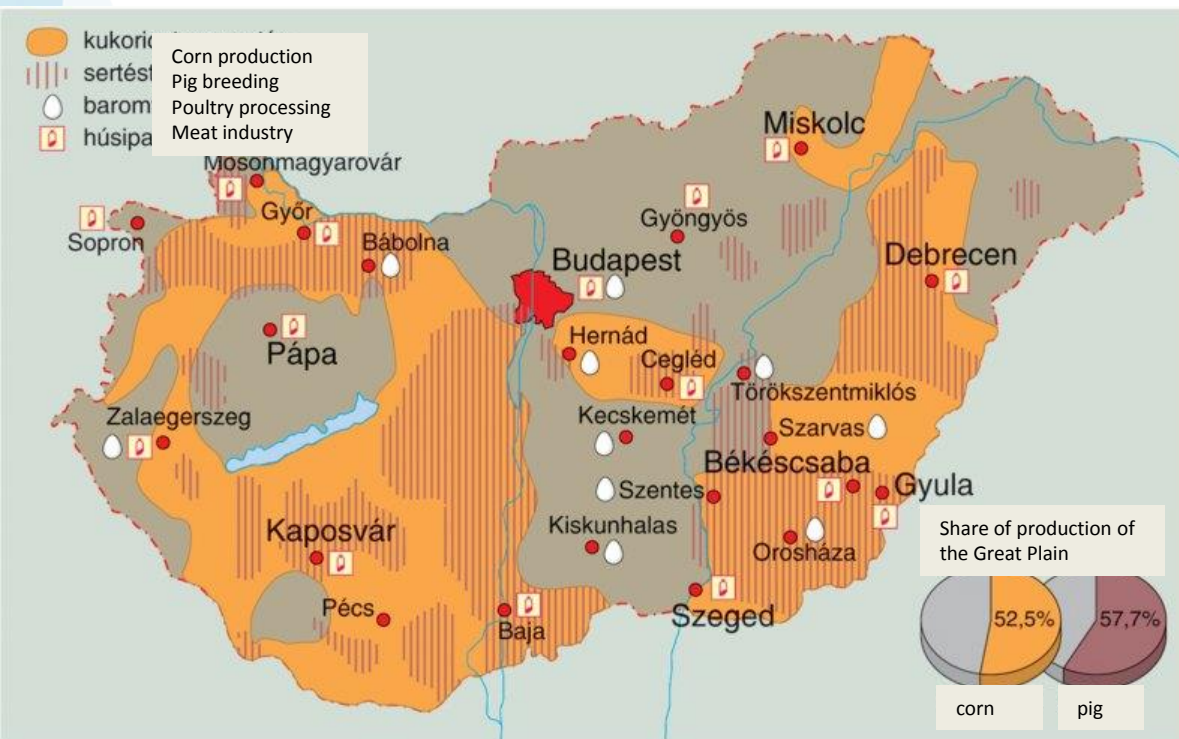 kukori
sertést
barom
húsipa
Corn production
Pig breeding
Poultry processing
Meat industry
Mosonmagyaróvár
Sopron
Győr
Bábolna
Pápa
Zalaegerszeg
Kaposvár
Pécs
Baja
Budapest
Gyöngyös
Miskolc
Debrecen
Hernád
Cegléd
Törökszentmiklós
Kecskemét
Szarvas
Szentes
Békéscsaba
Gyula
Kiskunhalas
Orosháza
Szeged
Share of production of
the Great Plain
52,5%
57,7%
corn
pig